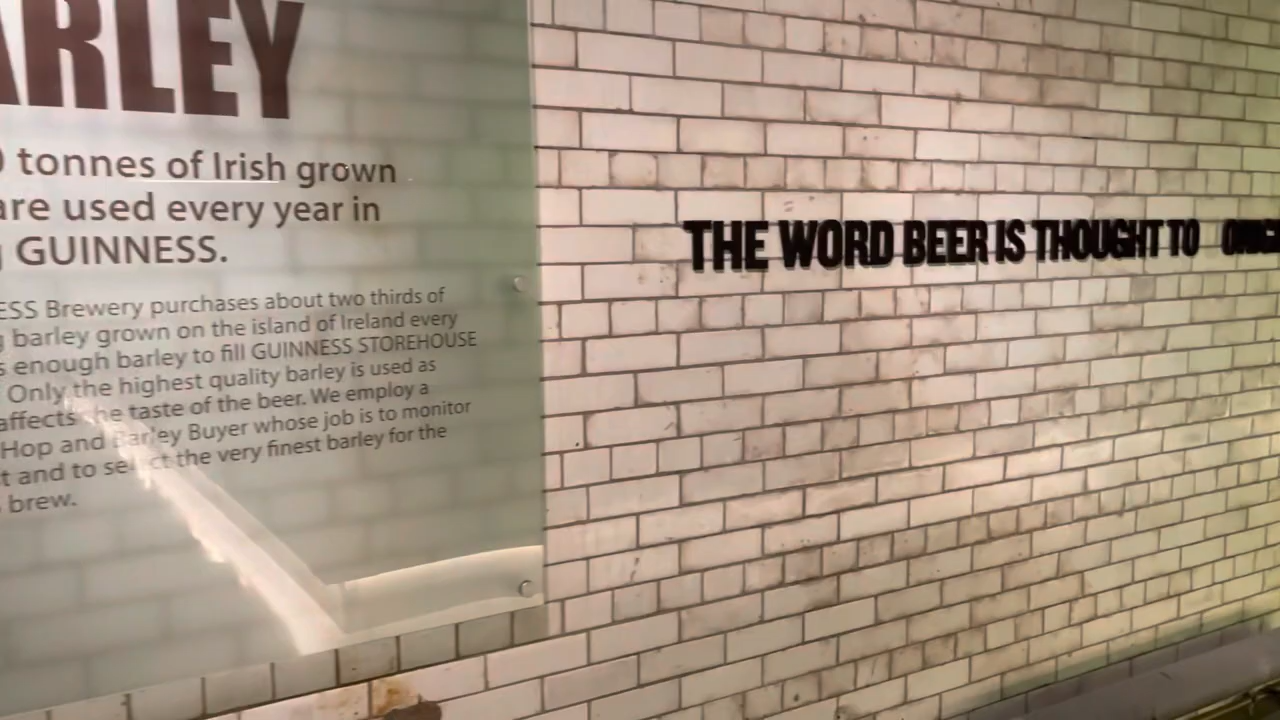 ARLEY
0 tonnes of Irish grown
are used every year in
g GUINNESS.
ESS Brewery purchases about two thirds of
g barley grown on the island of Ireland every
s enough barley to fill GUINNESS STOREHOUSE
Only the highest quality barley is used as
affects the taste of the beer. We employ a
Hop and Barley Buyer whose job is to monitor
t and to select the very finest barley for the
brew.
THE WORD BEER IS THOUGHT TO